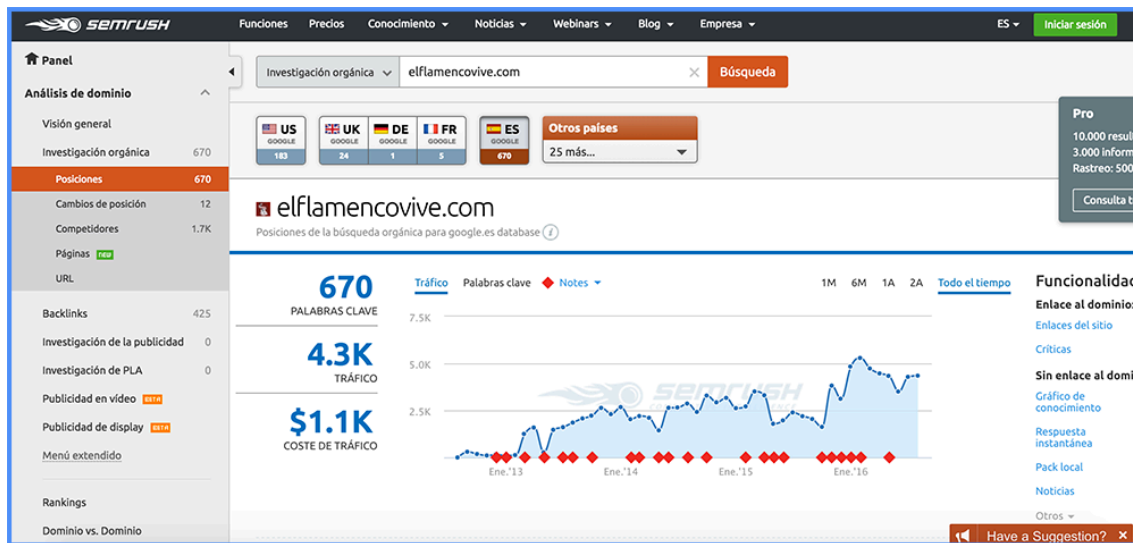 SEMRUSH Funciones Precios Conocimiento Noticias Webinars Blog Empresa ES Iniciar sesión
Panel
Análisis de dominio
Visión general
Investigación orgánica 670
Posiciones 670
Cambios de posición 12
Competidores 1.7K
Páginas new
URL
Backlinks 425
Investigación de la publicidad 0
Investigación de PLA 0
Publicidad en vídeo BETA
Publicidad de display BETA
Menú extendido
Rankings
Dominio vs. Dominio
Investigación orgánica elflamencovive.com Búsqueda
US GOOGLE 183
UK GOOGLE 24
DE GOOGLE 1
FR GOOGLE 5
ES GOOGLE 670
Otros países
25 más...
Pro
10.000 resul
3.000 inform
Rastreo: 500
Consulta t
elflamencovive.com
Posiciones de la búsqueda orgánica para google.es database i
670
PALABRAS CLAVE
4.3K
TRÁFICO
$1.1K
COSTE DE TRÁFICO
Tráfico Palabras clave Notes 1M 6M 1A 2A Todo el tiempo
7.5K
5.0K
2.5K
SEMRUSH
Ene.'13 Ene.'14 Ene.'15 Ene.'16
Funcionalidad
Enlace al dominio:
Enlaces del sitio
Críticas
Sin enlace al domi
Gráfico de
conocimiento
Respuesta
instantánea
Pack local
Noticias
Otros
Have a Suggestion?